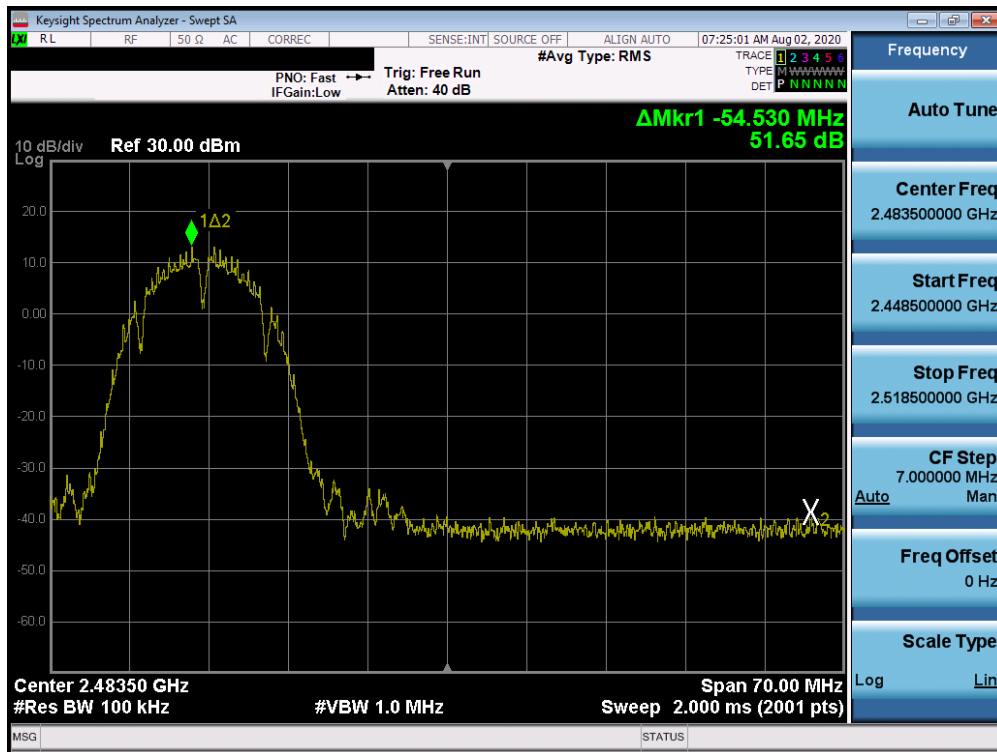 Keysight Spectrum Analyzer - Swept SA
LXI RL RF 50 Ω AC CORREC SENSE:INT SOURCE OFF ALIGN AUTO 07:25:01 AM Aug 02, 2020
#Avg Type: RMS
TRACE 1 2 3 4 5 6
TYPE M WWWWW
DET P N N N N N
PNO: Fast
IFGain:Low
Trig: Free Run
Atten: 40 dB
ΔMkr1 -54.530 MHz
51.65 dB
10 dB/div Ref 30.00 dBm
Log
20.0
1Δ2
10.0
0.00
-10.0
-20.0
-30.0
-40.0
X2
-50.0
-60.0
Center 2.48350 GHz Span 70.00 MHz
#Res BW 100 kHz #VBW 1.0 MHz Sweep 2.000 ms (2001 pts)
MSG STATUS
Frequency
Auto Tune
Center Freq
2.483500000 GHz
Start Freq
2.448500000 GHz
Stop Freq
2.518500000 GHz
CF Step
7.000000 MHz
Auto Man
Freq Offset
0 Hz
Scale Type
Log Lin